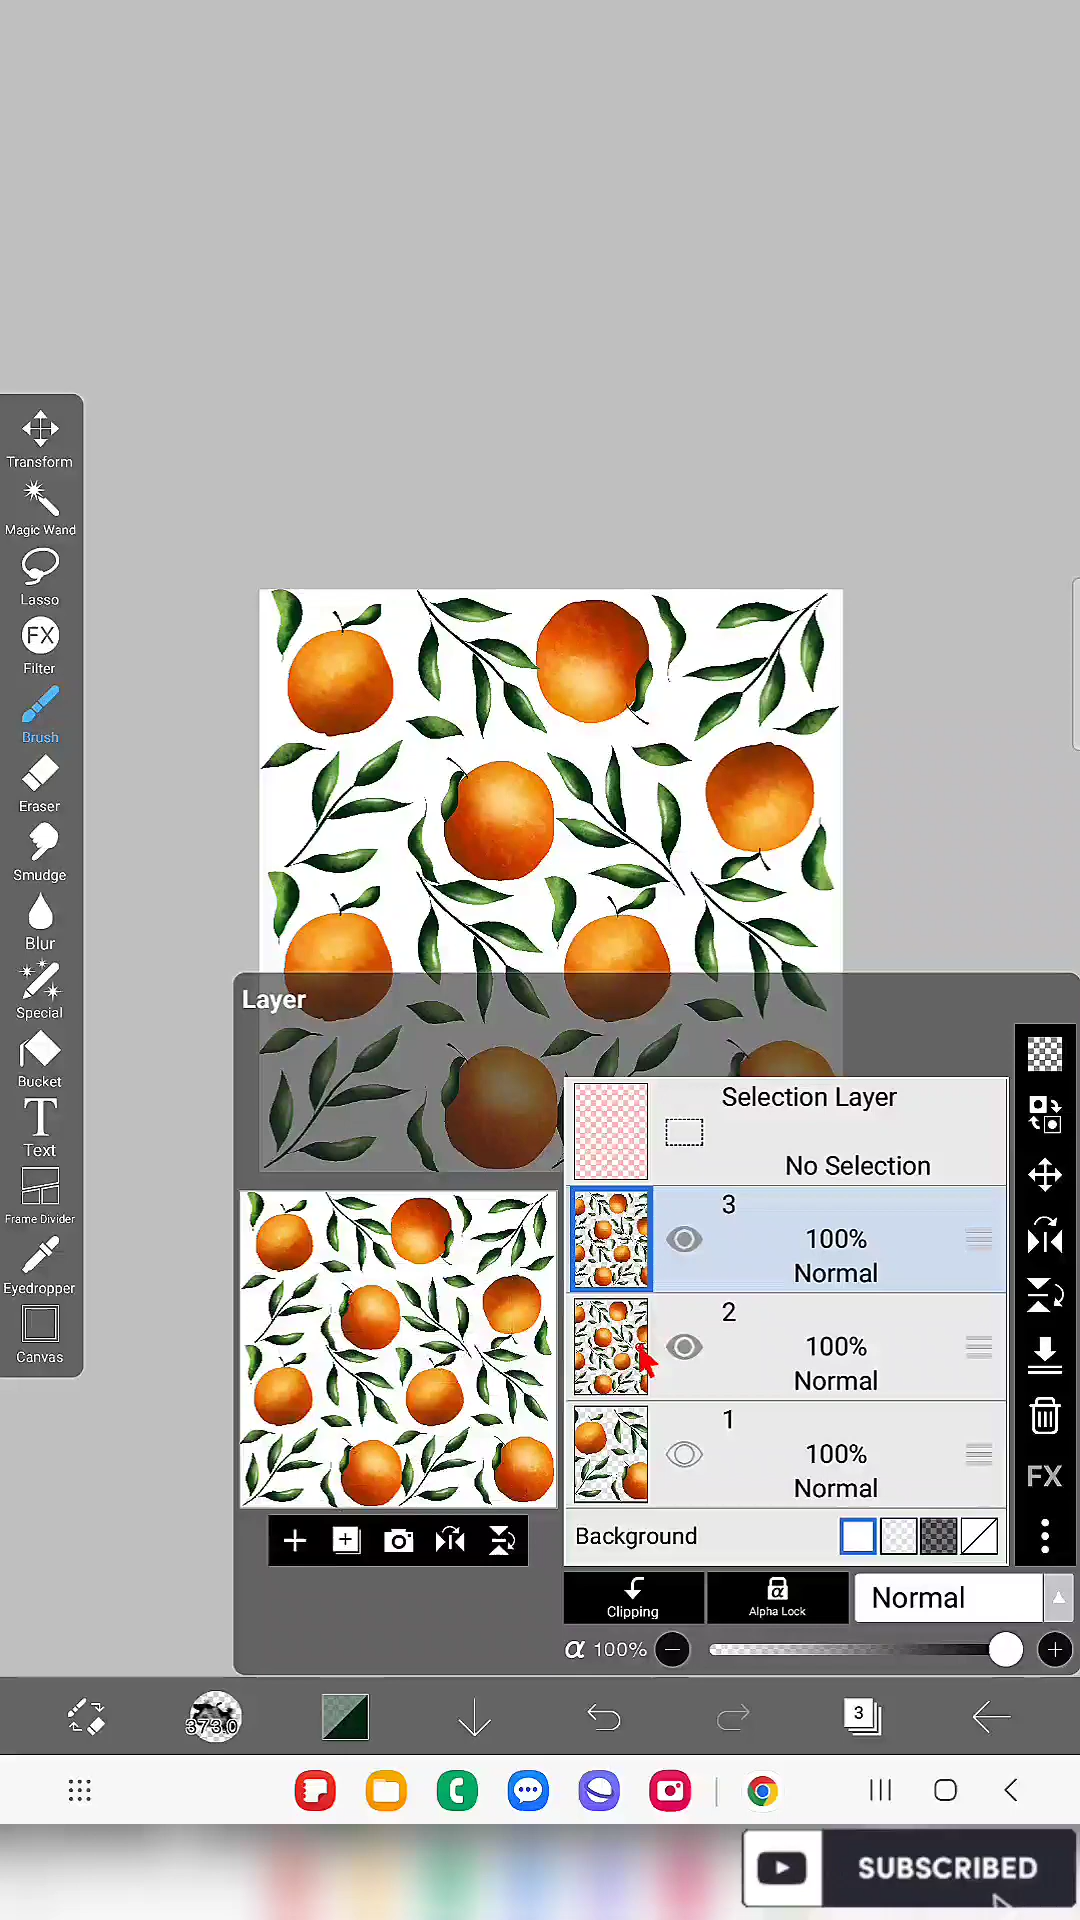 Transform
Magic Wand
Lasso
FX
Filter
Brush
Eraser
Smudge
Blur
Special
Bucket
T
Text
Frame Divider
Eyedropper
Canvas
Layer
Selection Layer
No Selection
3
100%
Normal
2
100%
Normal
1
100%
Normal
FX
Background
Clipping
α
Alpha Lock
Normal
α 100%
373.0
3
SUBSCRIBED